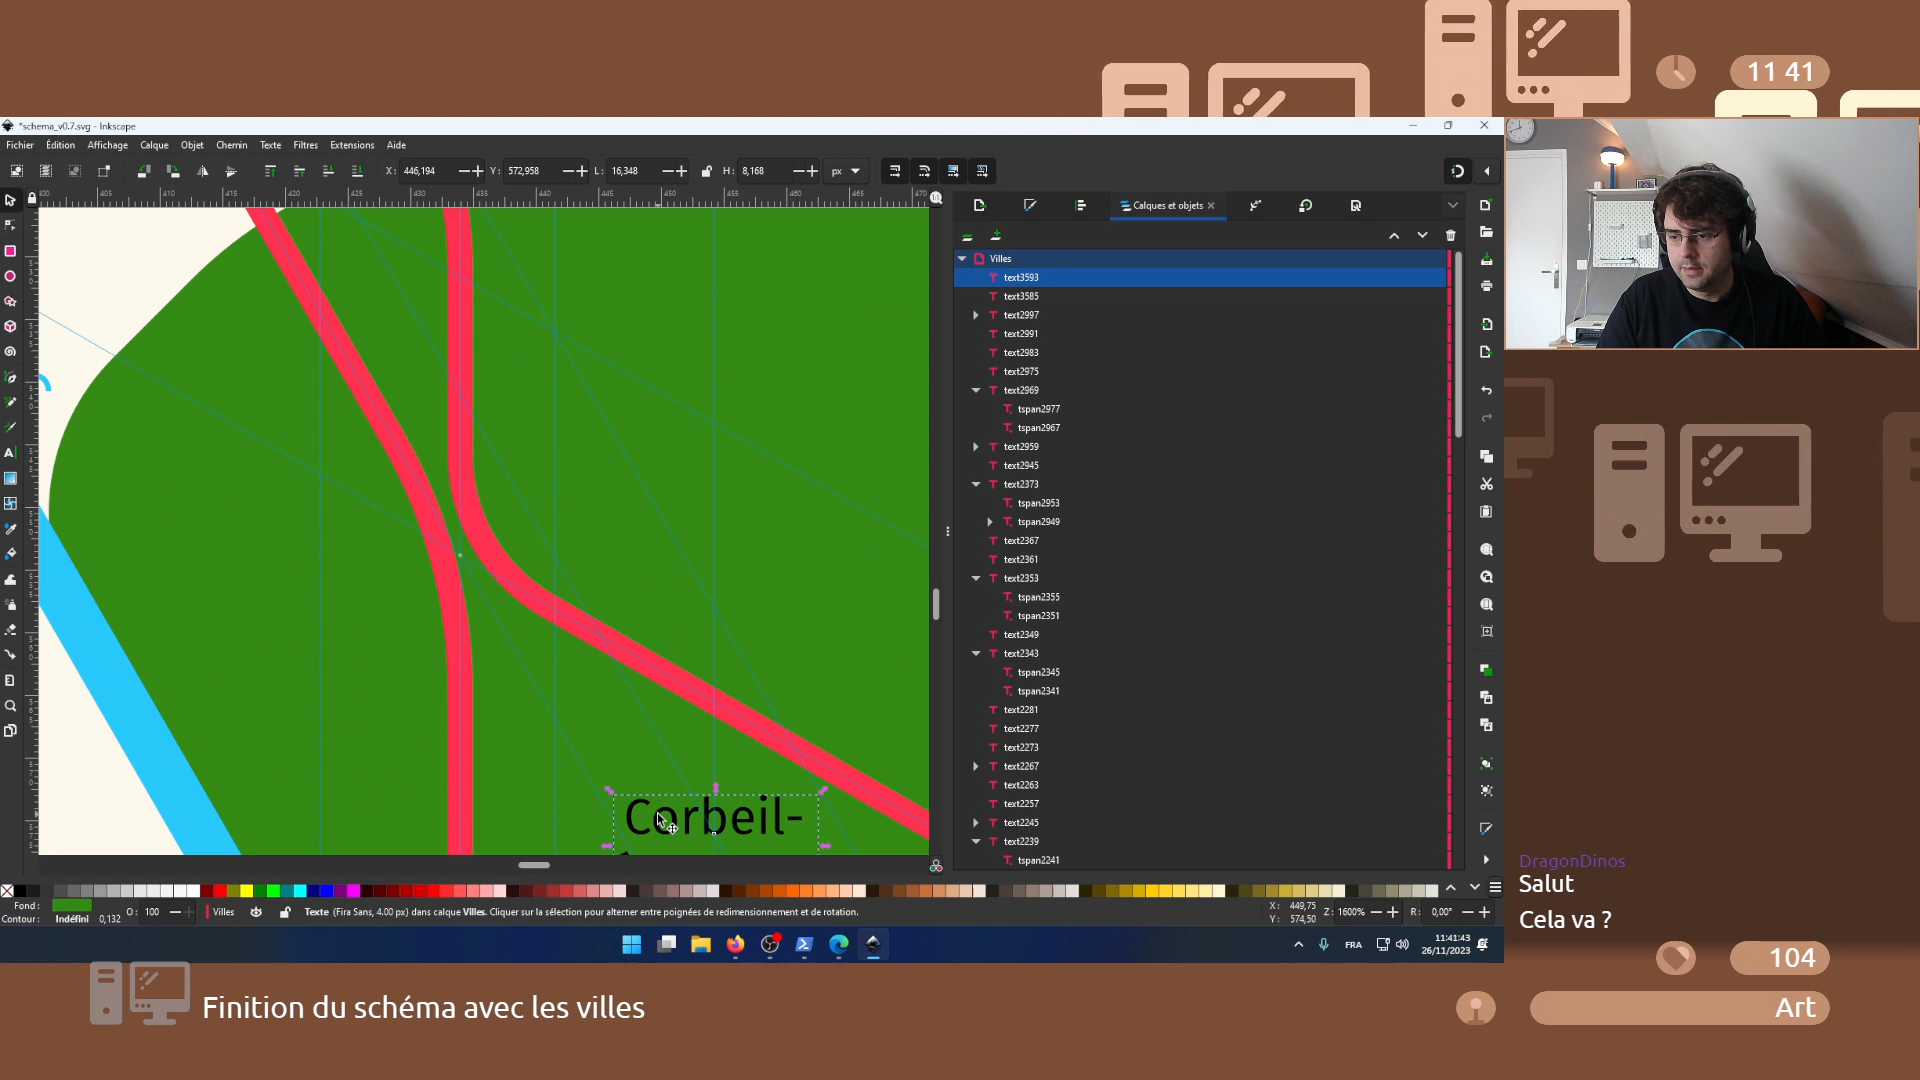 11 41
*schema_v0.7.svg - Inkscape
Fichier Édition Affichage Calque Objet Chemin Texte Filtres Extensions Aide
X: 446,194 Y: 572,958 L: 16,348 H: 8,168 px
Calques et objets
Villes
text3593
text3585
text2997
text2991
text2983
text2975
text2969
tspan2977
tspan2967
text2959
text2945
text2373
tspan2953
tspan2949
text2367
text2361
text2353
tspan2355
tspan2351
text2349
text2343
tspan2345
tspan2341
text2281
text2277
text2273
text2267
text2263
text2257
text2245
text2239
tspan2241
Corbeil-
Fond :
Contour : Indéfini 0,132 O: 100 Villes Texte (Fira Sans, 4.00 px) dans calque Villes. Cliquer sur la sélection pour alterner entre poignées de redimensionnement et de rotation.
X: 449,75
Y: 574,50 Z: 1600% R: 0,00°
FRA
11:41:43
26/11/2023
DragonDinos
Salut
Cela va ?
104
Art
Finition du schéma avec les villes